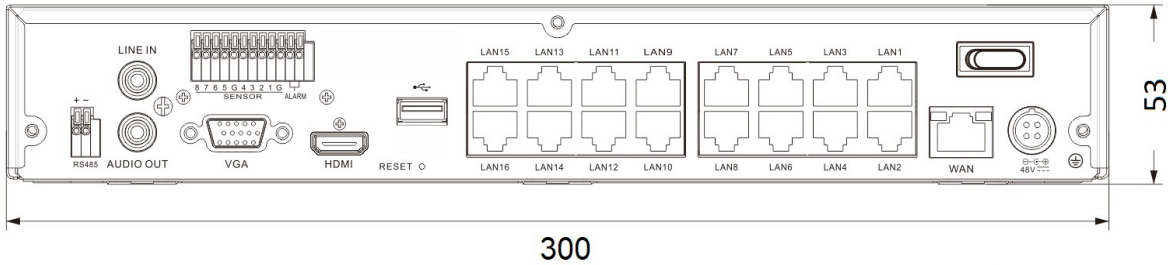 LINE IN
8 7 6 5 G 4 3 2 1 G
SENSOR
ALARM
+ −
RS485
AUDIO OUT
VGA
HDMI
RESET
LAN15 LAN13 LAN11 LAN9
LAN16 LAN14 LAN12 LAN10
LAN7 LAN5 LAN3 LAN1
LAN8 LAN6 LAN4 LAN2
WAN
48V
53
300